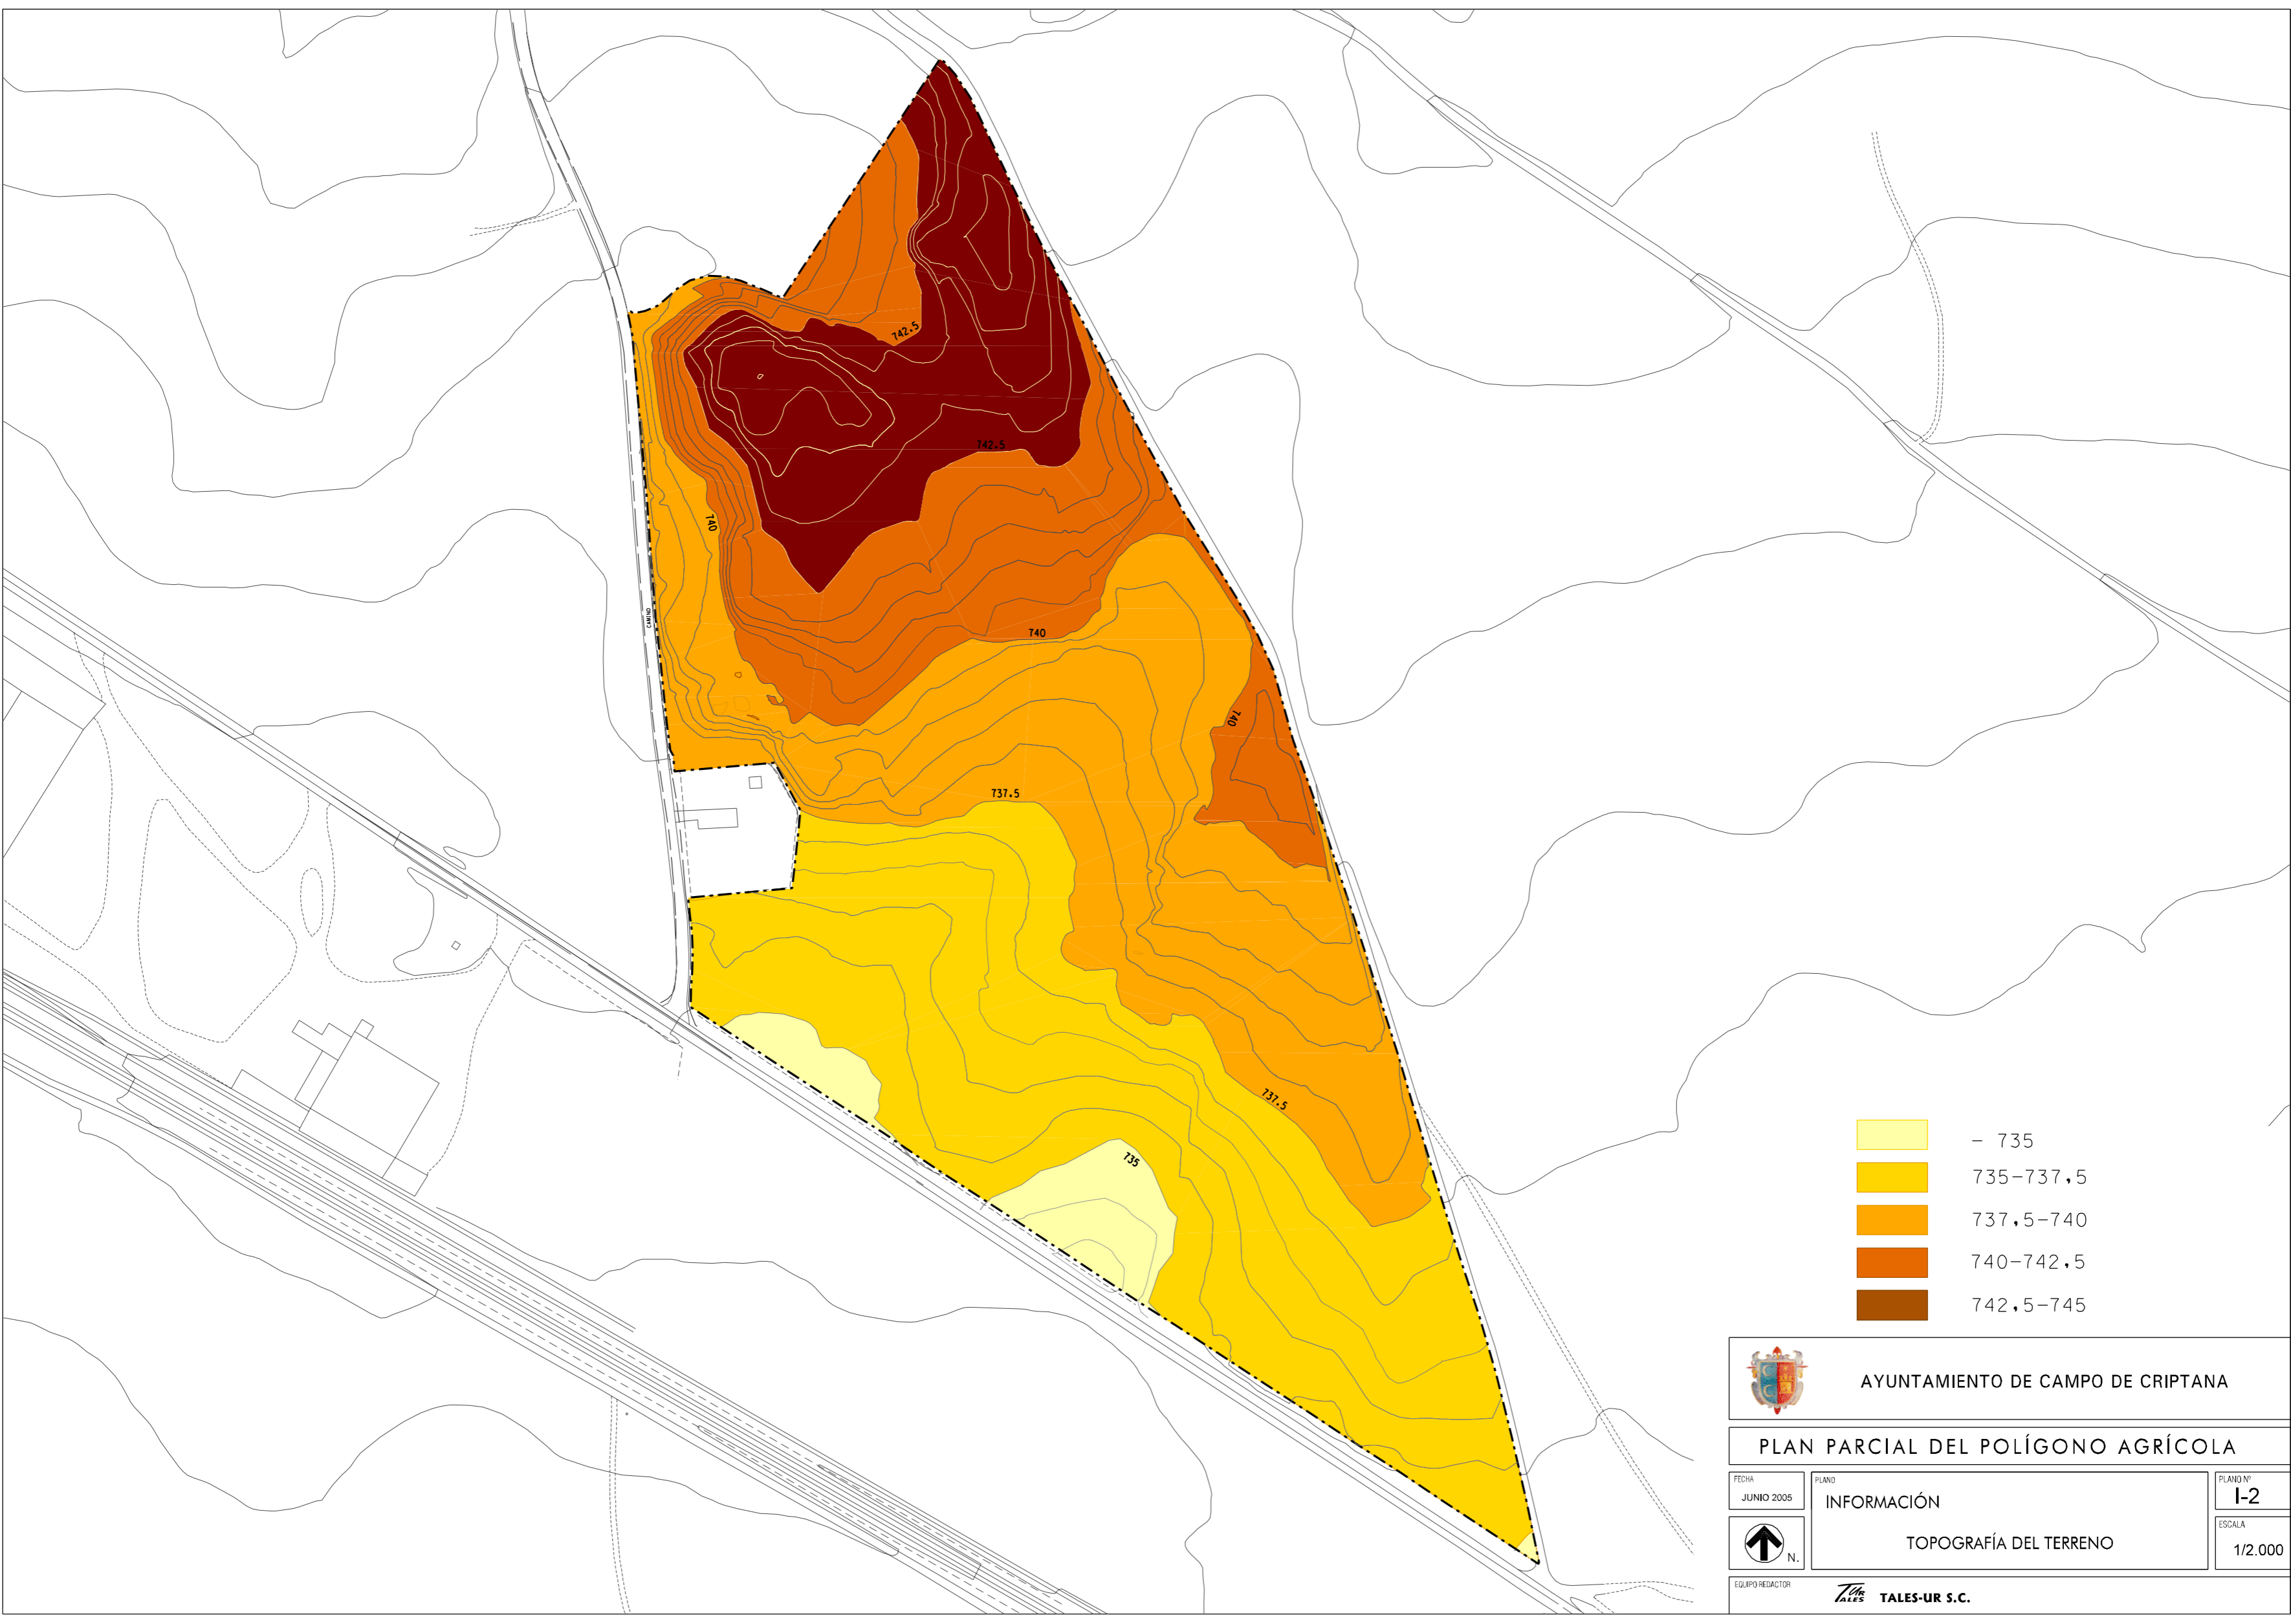 742.5
742.5
740
CAMINO
740
740
737.5
737.5
735
- 735
735-737,5
737,5-740
740-742,5
742,5-745
AYUNTAMIENTO DE CAMPO DE CRIPTANA
PLAN PARCIAL DEL POLÍGONO AGRÍCOLA
FECHA
JUNIO 2005
PLANO
INFORMACIÓN
TOPOGRAFÍA DEL TERRENO
PLANO Nº
I-2
N.
ESCALA
1/2.000
EQUIPO REDACTOR
TUR ALES
TALES-UR S.C.